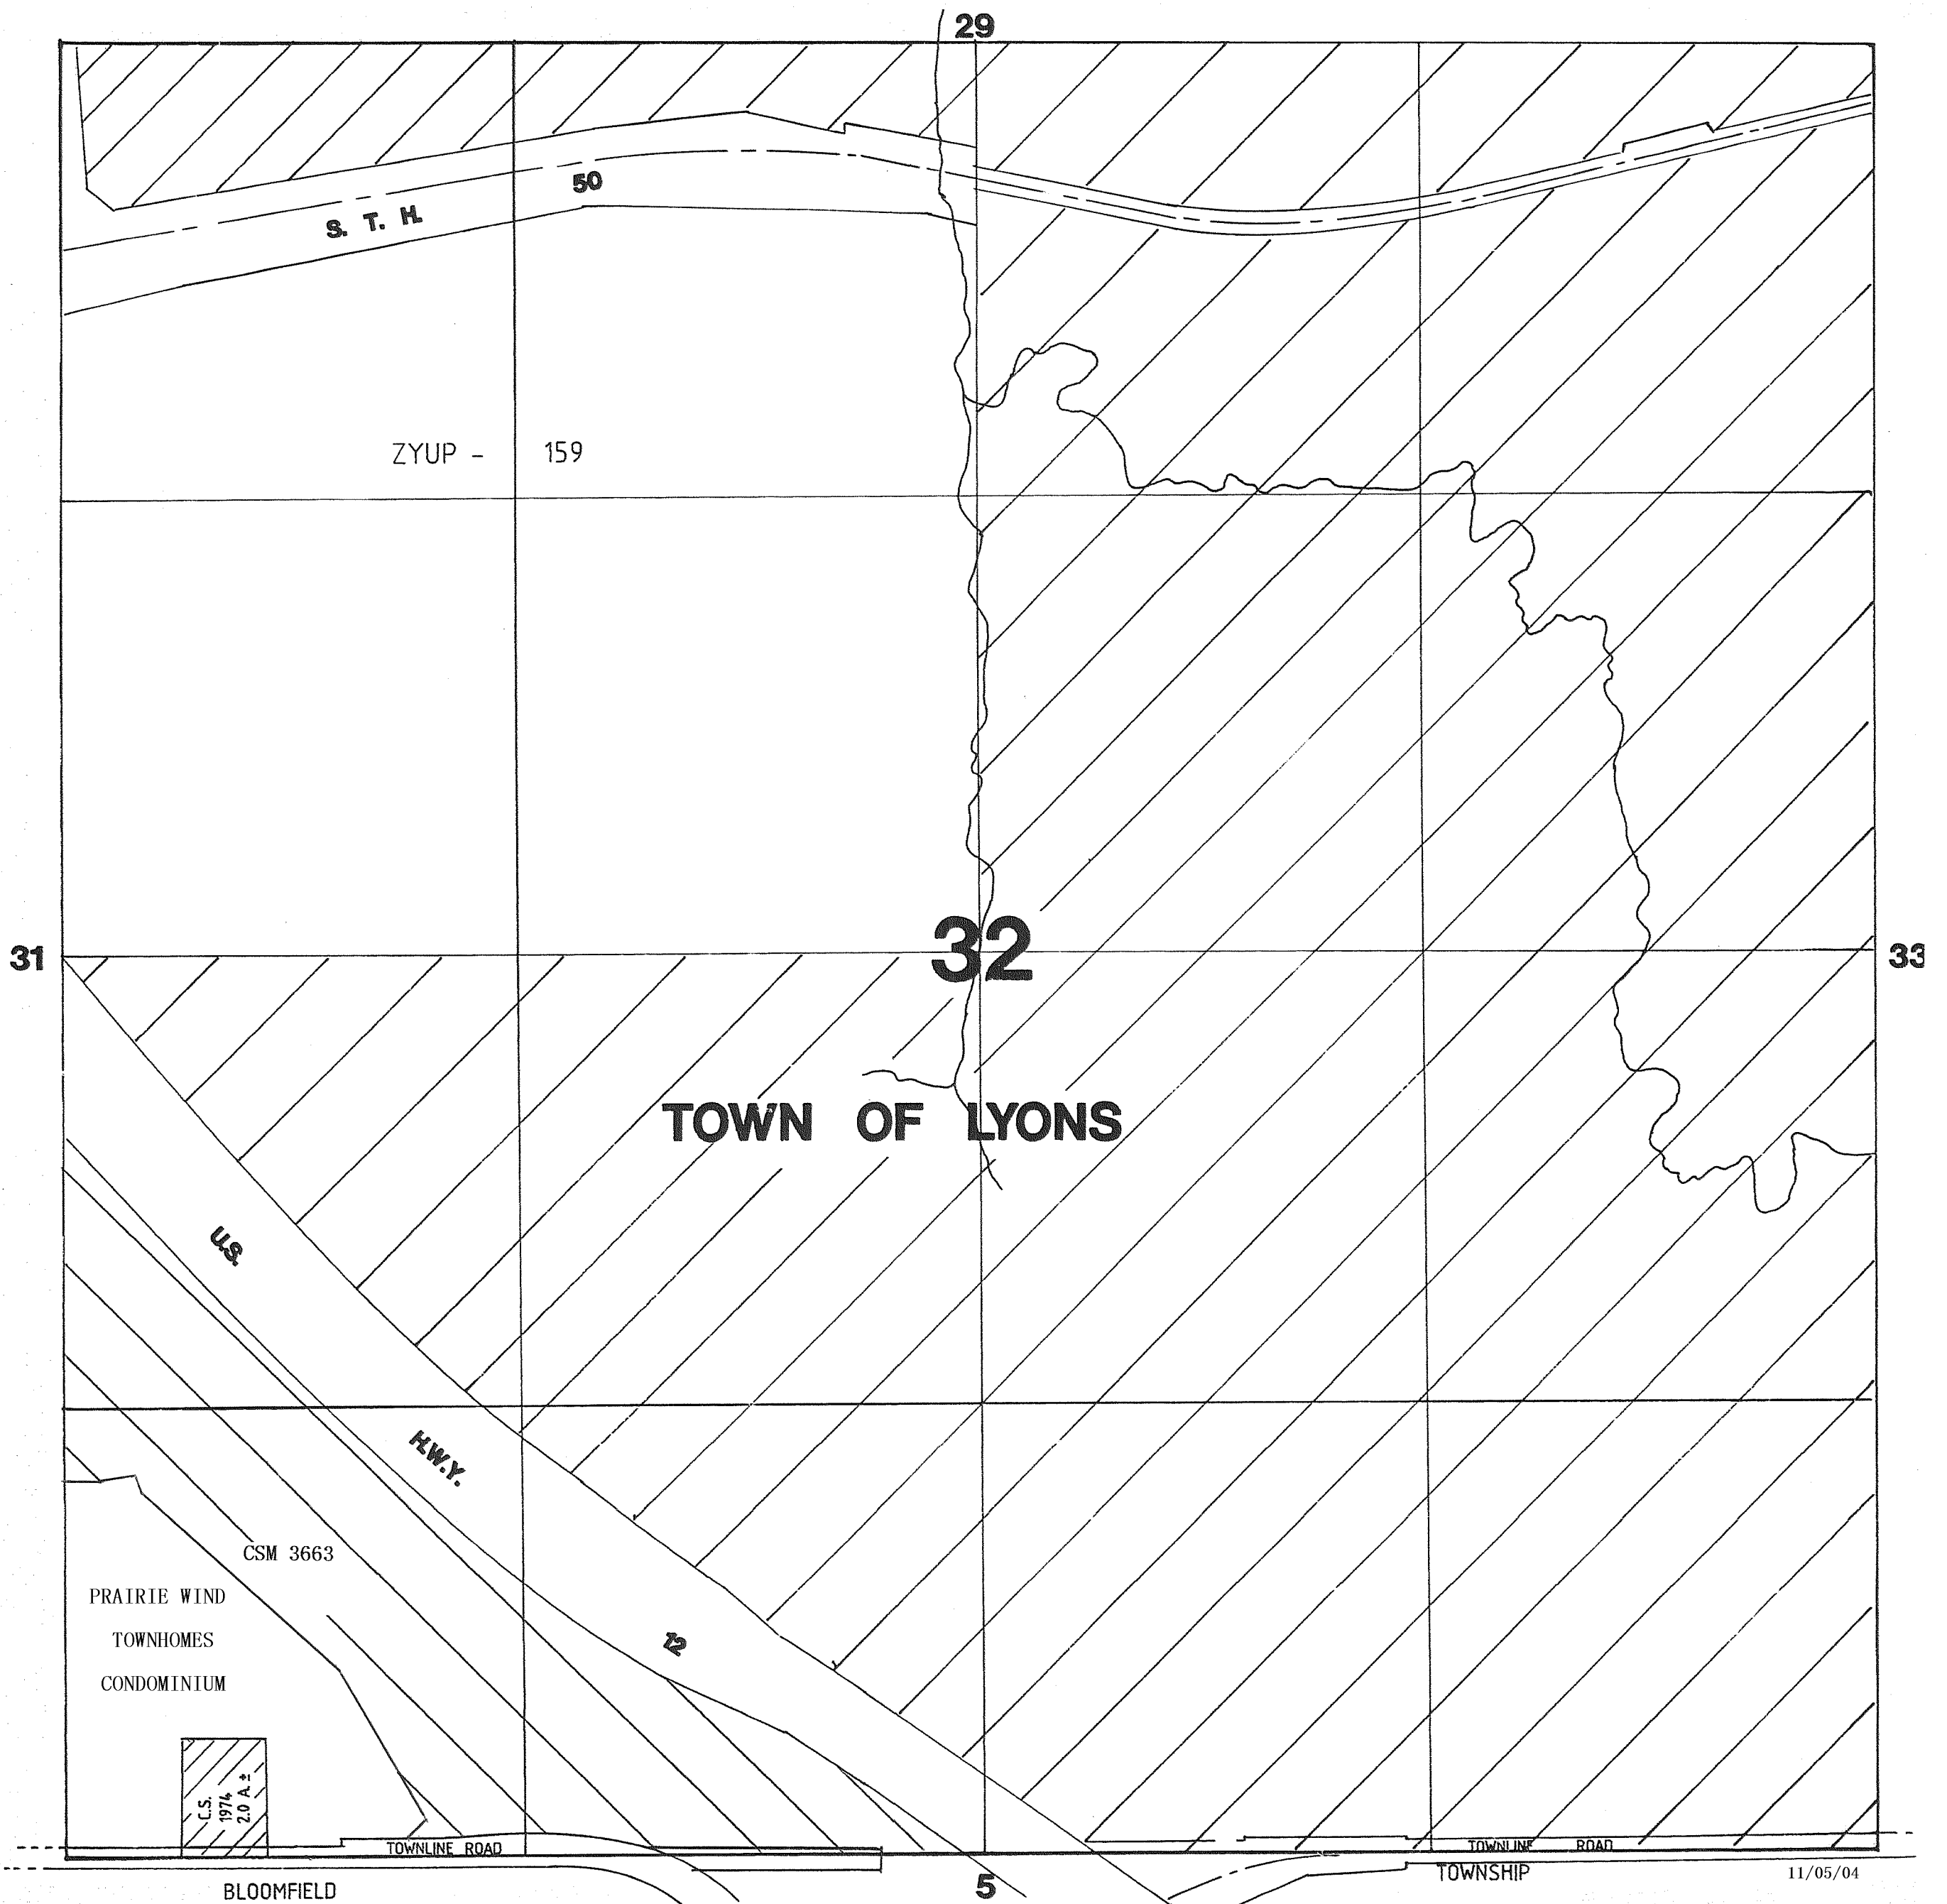 29
50
S. T. H.
ZYUP - 159
31
32
33
TOWN OF LYONS
U.S.
H.W.Y.
12
CSM 3663
PRAIRIE WIND
TOWNHOMES
CONDOMINIUM
C.S.
1974
2.0 A. ±
TOWNLINE ROAD
TOWNLINE ROAD
BLOOMFIELD
5
TOWNSHIP
11/05/04